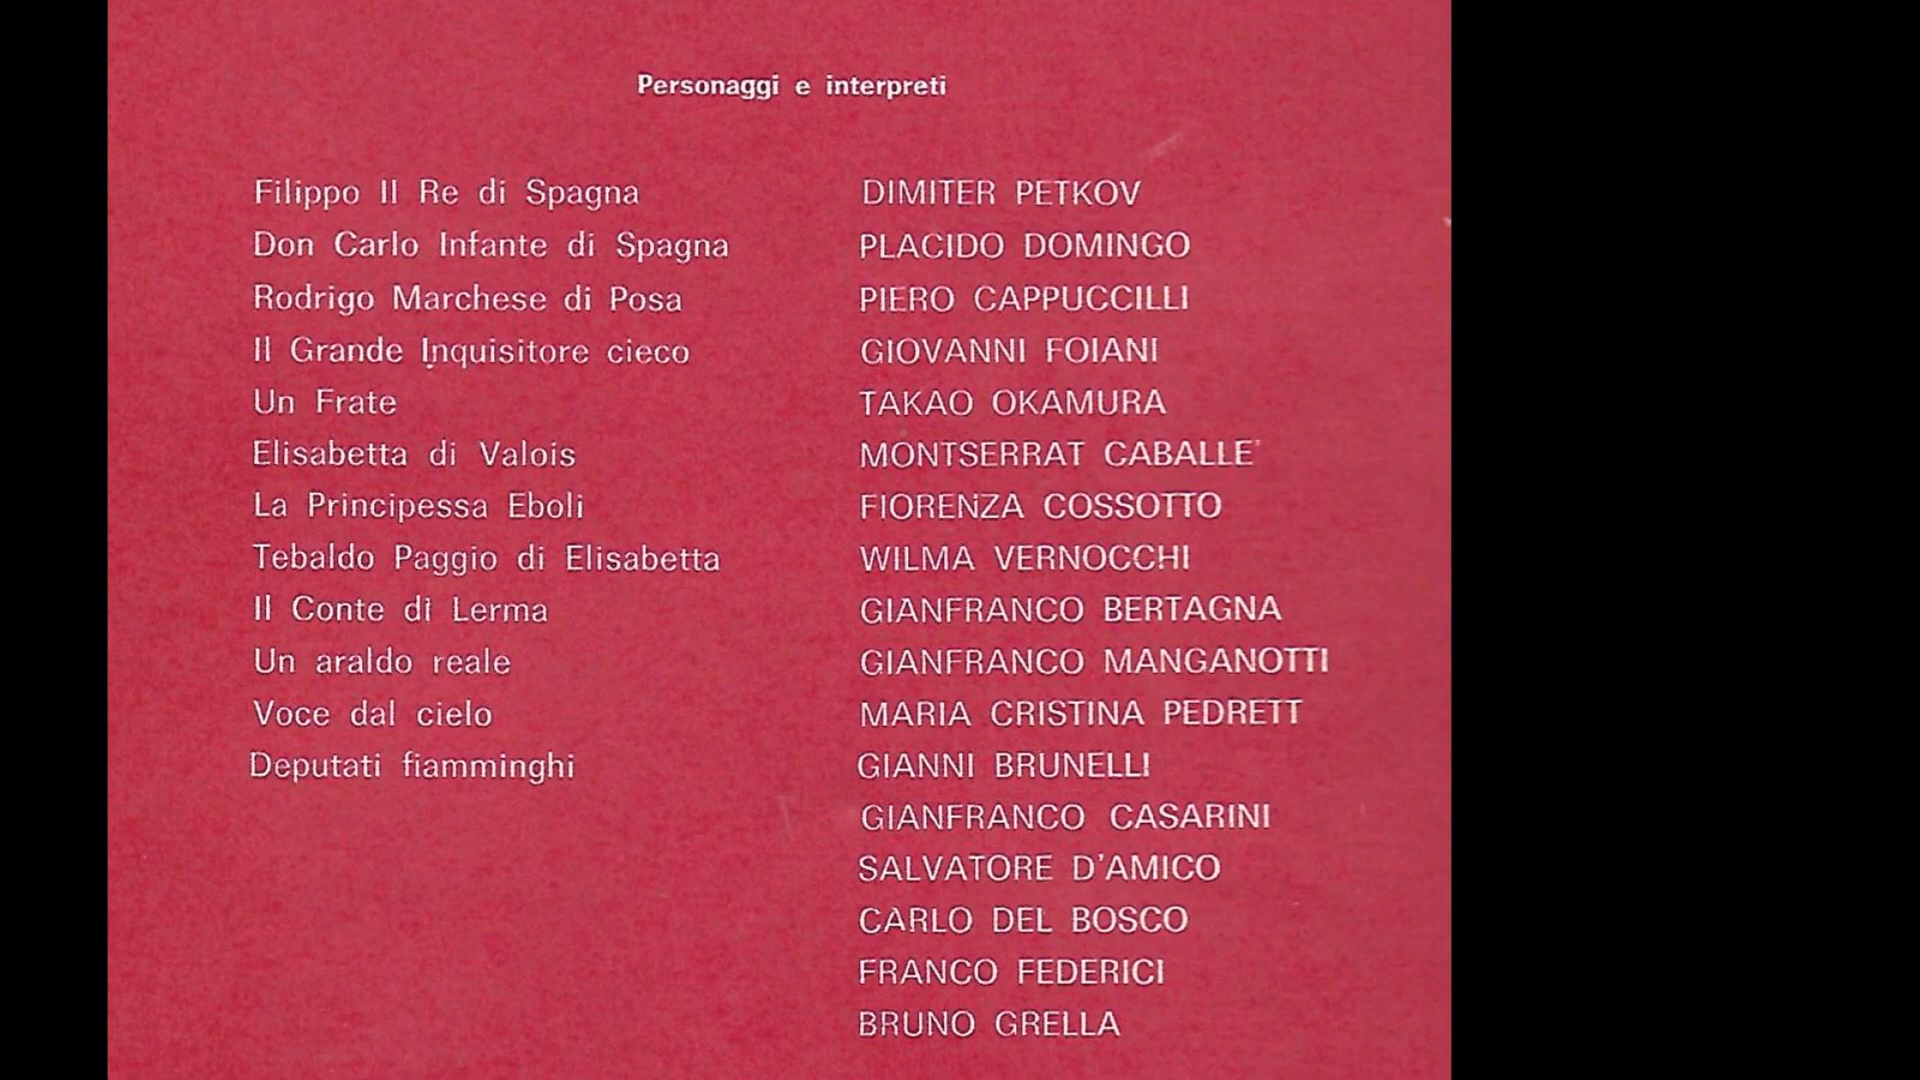 Personaggi e interpreti
Filippo II Re di Spagna DIMITER PETKOV
Don Carlo Infante di Spagna PLACIDO DOMINGO
Rodrigo Marchese di Posa PIERO CAPPUCCILLI
Il Grande Inquisitore cieco GIOVANNI FOIANI
Un Frate TAKAO OKAMURA
Elisabetta di Valois MONTSERRAT CABALLE'
La Principessa Eboli FIORENZA COSSOTTO
Tebaldo Paggio di Elisabetta WILMA VERNOCCHI
Il Conte di Lerma GIANFRANCO BERTAGNA
Un araldo reale GIANFRANCO MANGANOTTI
Voce dal cielo MARIA CRISTINA PEDRETT
Deputati fiamminghi GIANNI BRUNELLI
GIANFRANCO CASARINI
SALVATORE D'AMICO
CARLO DEL BOSCO
FRANCO FEDERICI
BRUNO GRELLA